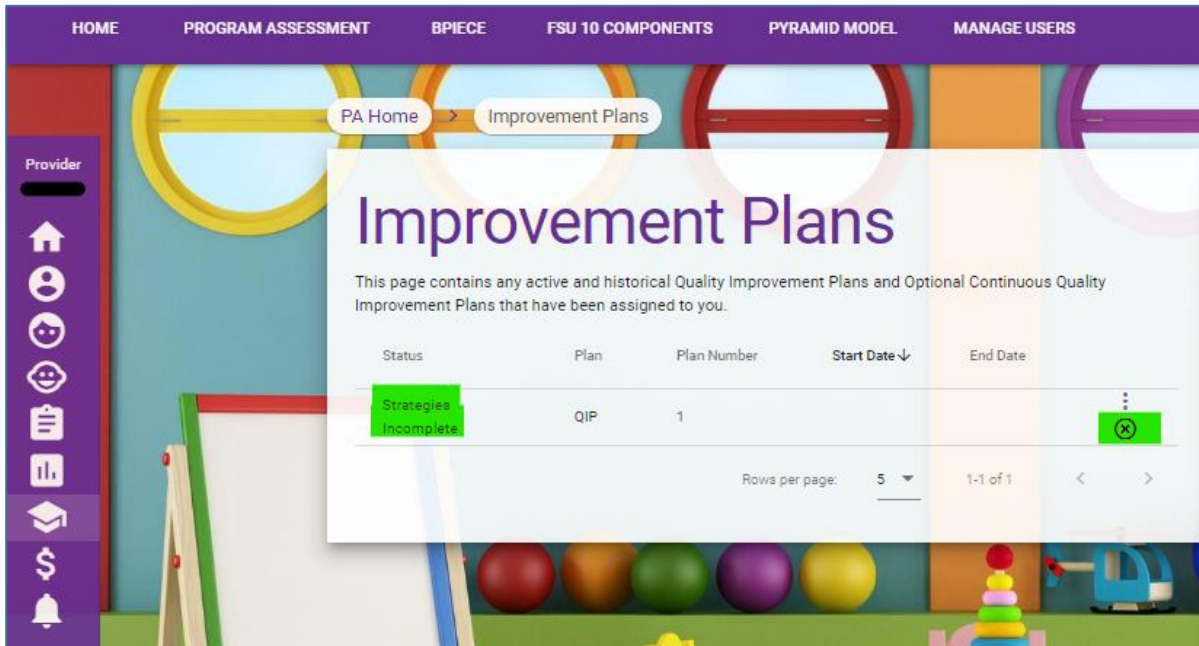 HOME PROGRAM ASSESSMENT BPIECE FSU 10 COMPONENTS PYRAMID MODEL MANAGE USERS
PA Home > Improvement Plans
Provider
Improvement Plans
This page contains any active and historical Quality Improvement Plans and Optional Continuous Quality
Improvement Plans that have been assigned to you.
Status Plan Plan Number Start Date↓ End Date
Strategies
Incomplete QIP 1
Rows per page: 5 1-1 of 1 < >